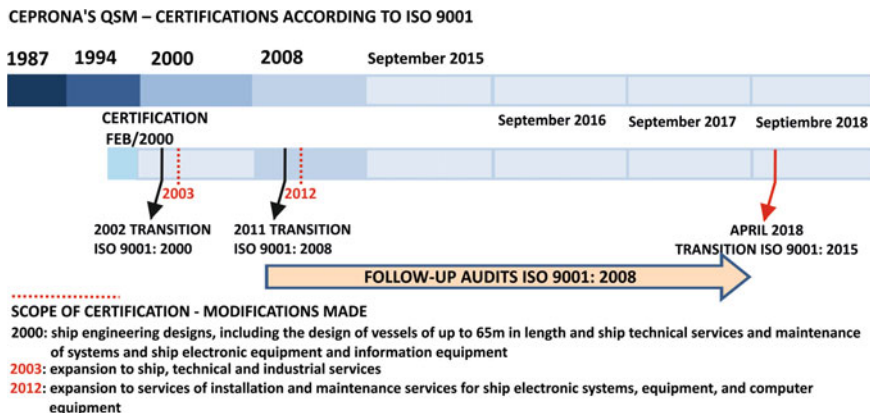 CEPRONA'S QSM – CERTIFICATIONS ACCORDING TO ISO 9001
1987 1994 2000 2008 September 2015
CERTIFICATION
FEB/2000
September 2016 September 2017 Septiembre 2018
2003 2012
2002 TRANSITION
ISO 9001: 2000
2011 TRANSITION
ISO 9001: 2008
APRIL 2018
TRANSITION ISO 9001: 2015
FOLLOW-UP AUDITS ISO 9001: 2008
SCOPE OF CERTIFICATION - MODIFICATIONS MADE
2000: ship engineering designs, including the design of vessels of up to 65m in length and ship technical services and maintenance
of systems and ship electronic equipment and information equipment
2003: expansion to ship, technical and industrial services
2012: expansion to services of installation and maintenance services for ship electronic systems, equipment, and computer
equipment